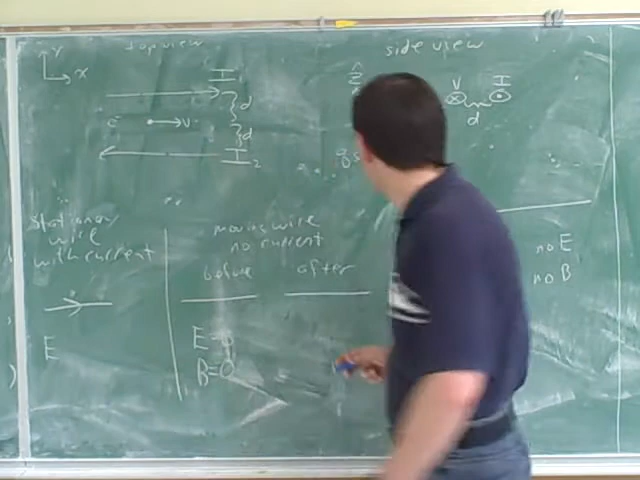 top view
side view
Y
X
I
d
e⁻
V
d
I₂
ẑ
V
I
d
Stationary
wire
with current
moving wire
no current
before
after
E
E=0
B=0
no E
no B